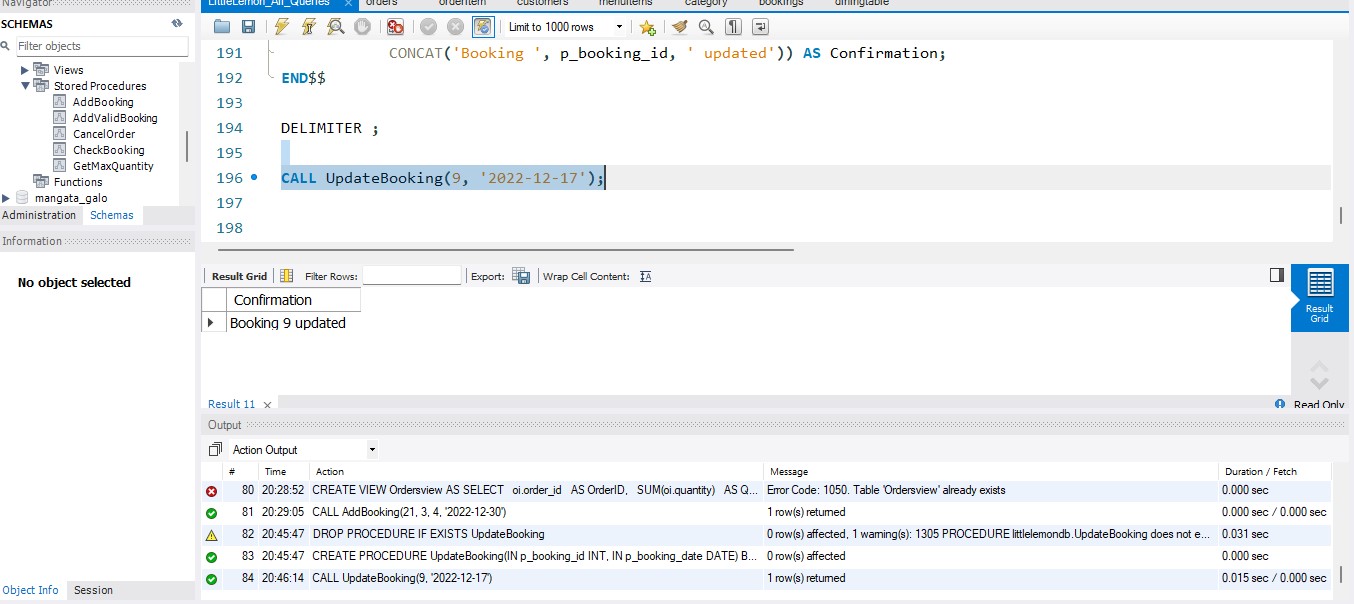 Navigator
LittleLemon_All_Queries × orders orderitem customers menuitems category bookings diningtable
SCHEMAS
Filter objects
Views
Stored Procedures
AddBooking
AddValidBooking
CancelOrder
CheckBooking
GetMaxQuantity
Functions
mangata_galo
Administration Schemas
Information
No object selected
Object Info Session
Limit to 1000 rows
191 CONCAT('Booking ', p_booking_id, ' updated')) AS Confirmation;
192 END$$
193
194 DELIMITER ;
195
196 CALL UpdateBooking(9, '2022-12-17');
197
198
Result Grid Filter Rows: Export: Wrap Cell Content: IA
Confirmation
Booking 9 updated
Result Grid
Result 11 × Read Only
Output
Action Output
# Time Action Message Duration / Fetch
80 20:28:52 CREATE VIEW Ordersview AS SELECT oi.order_id AS OrderID, SUM(oi.quantity) AS Q... Error Code: 1050. Table 'Ordersview' already exists 0.000 sec
81 20:29:05 CALL AddBooking(21, 3, 4, '2022-12-30') 1 row(s) returned 0.000 sec / 0.000 sec
82 20:45:47 DROP PROCEDURE IF EXISTS UpdateBooking 0 row(s) affected, 1 warning(s): 1305 PROCEDURE littlelemondb.UpdateBooking does not e... 0.031 sec
83 20:45:47 CREATE PROCEDURE UpdateBooking(IN p_booking_id INT, IN p_booking_date DATE) B... 0 row(s) affected 0.000 sec
84 20:46:14 CALL UpdateBooking(9, '2022-12-17') 1 row(s) returned 0.015 sec / 0.000 sec